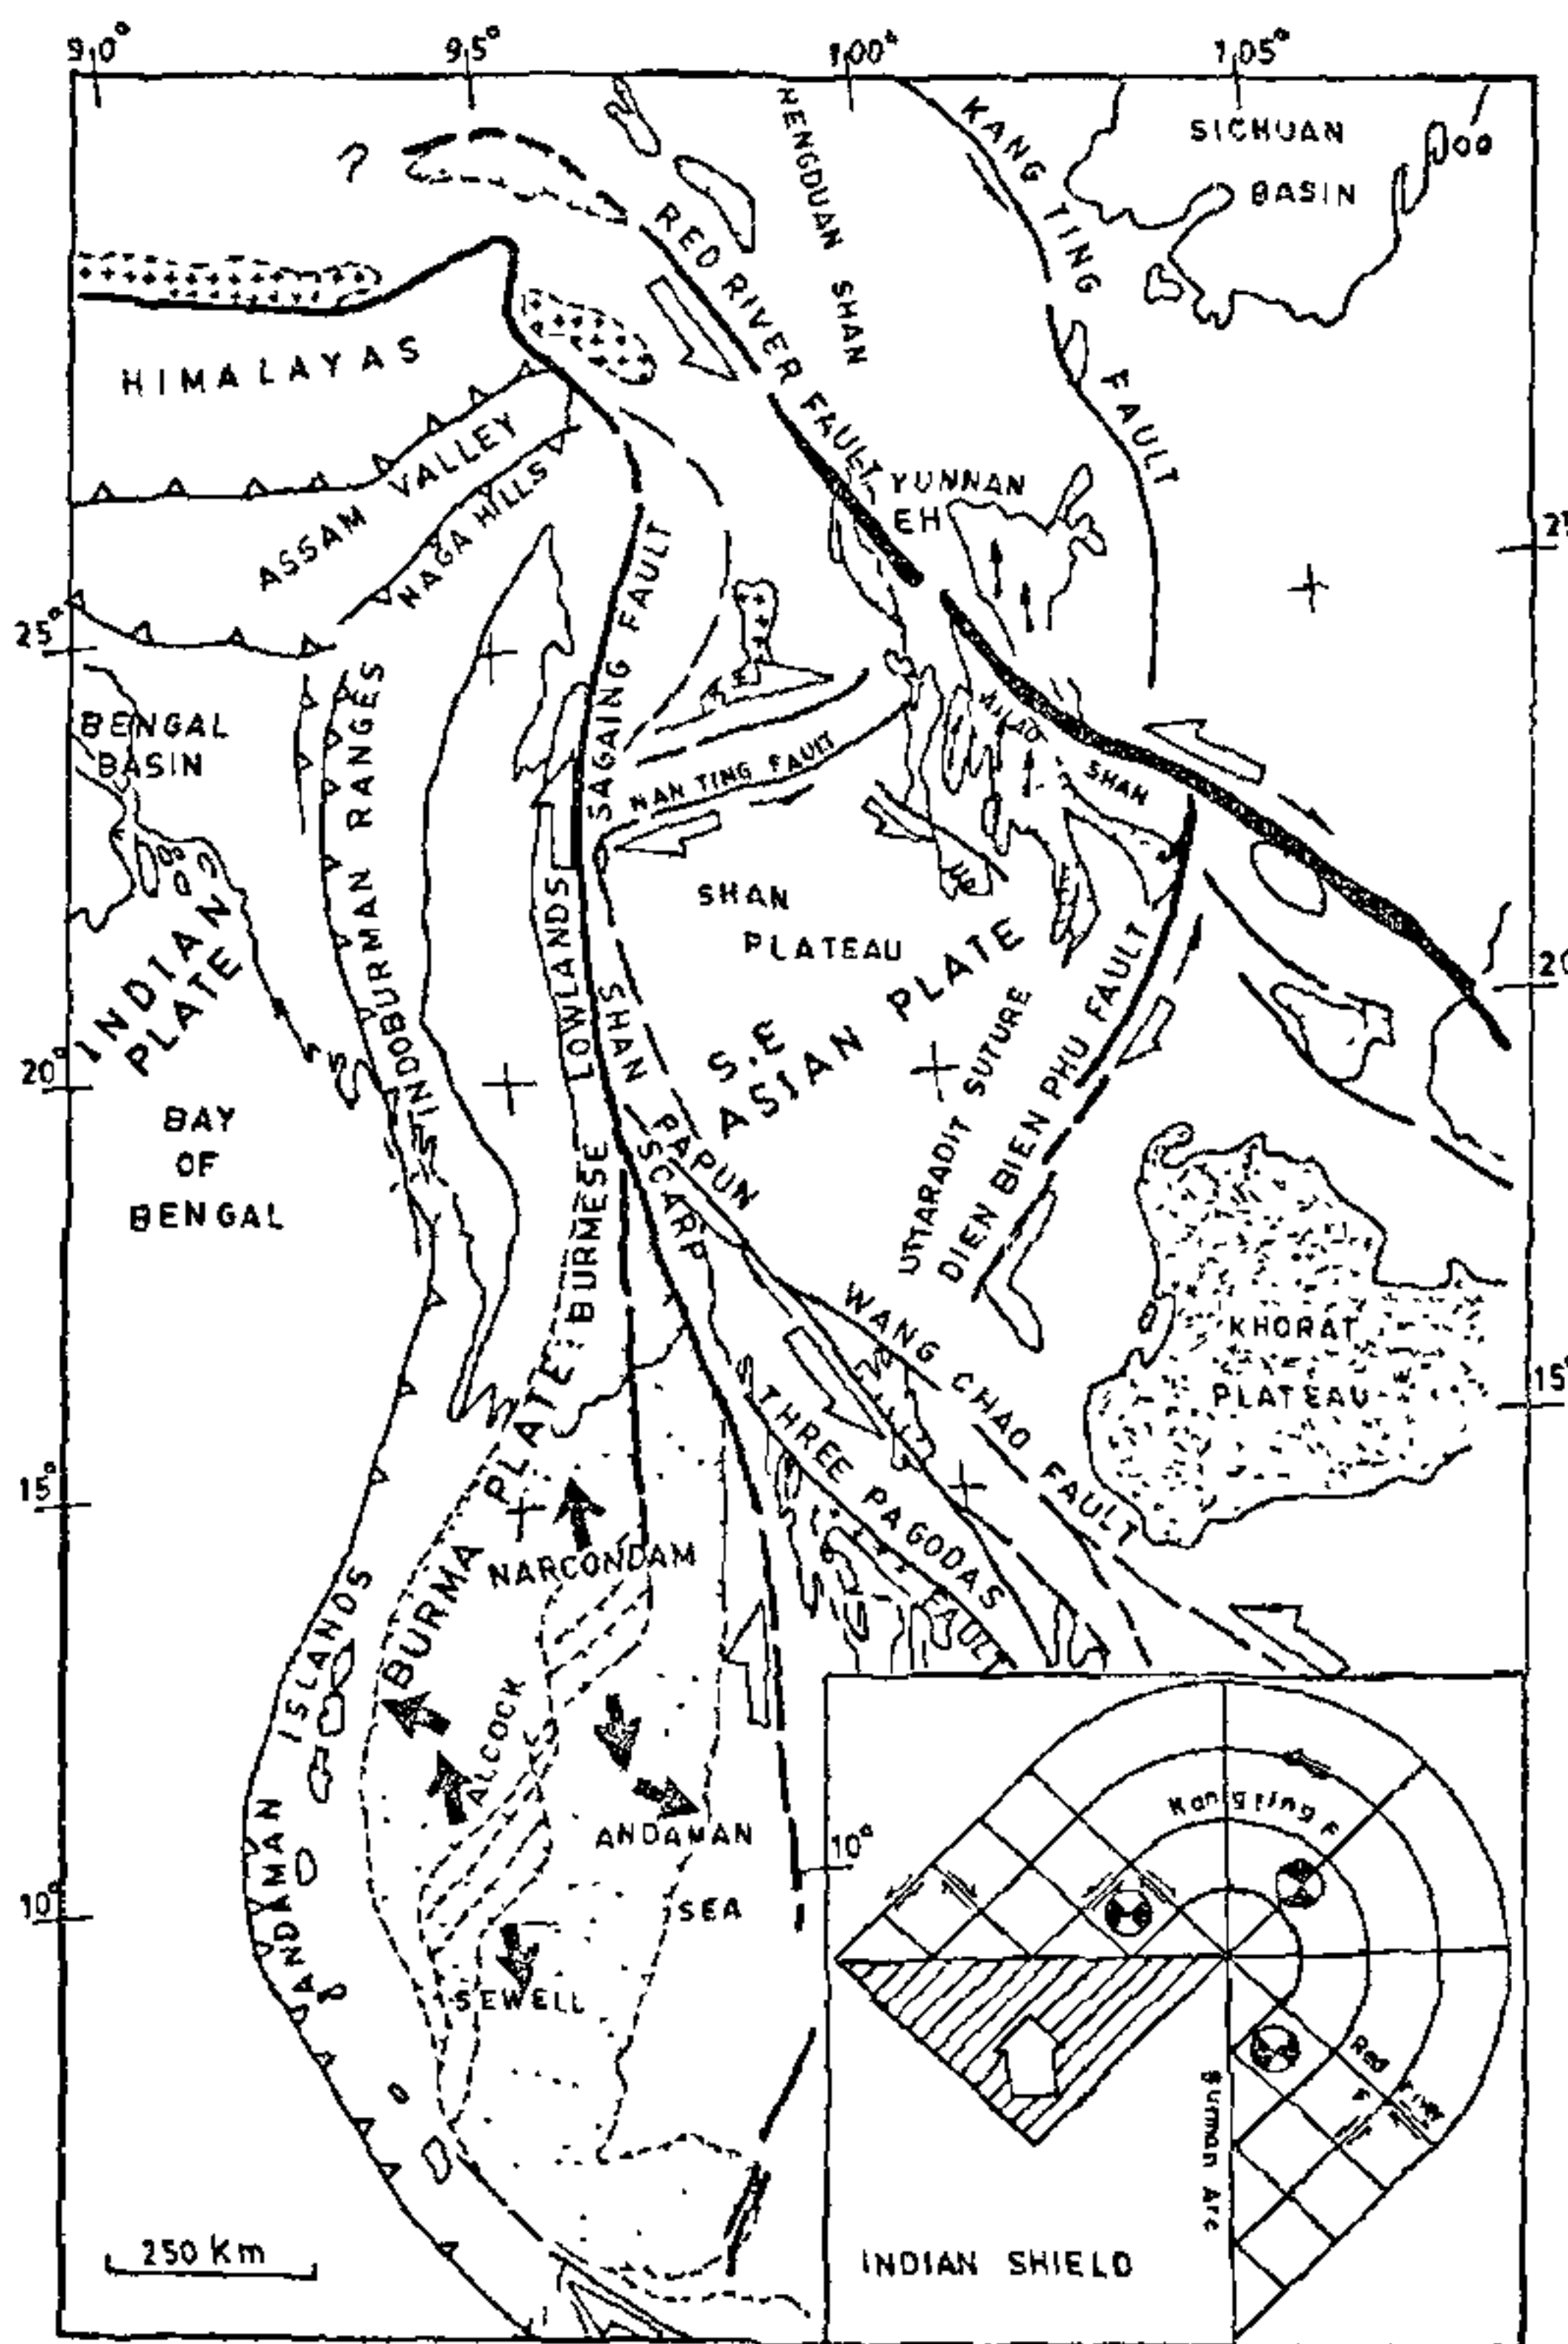 90°
95°
100°
105°
SICHUAN
BASIN
HENGDUAN SHAN
KANG TING FAULT
?
RED RIVER FAULT
HIMALAYAS
ASSAM VALLEY
NAGA HILLS
YUNNAN
EH
25°
SAGAING FAULT
BENGAL
BASIN
INDOBURMAN RANGES
NAN TING FAULT
SHAN
SHAN
PLATEAU
INDIAN
PLATE
S.E
ASIAN PLATE
20°
20
BAY
OF
BENGAL
BURMESE LOWLANDS
SHAN SCARP
PAPUN
UTTARADIT SUTURE
DIEN BIEN PHU FAULT
WANG CHAO FAULT
KHORAT
PLATEAU
THREE PAGODAS FAULT
15°
15°
BURMA PLATE
NARCONDAM
ANDAMAN ISLANDS
ALCOCK
ANDAMAN
SEA
SEWELL
10°
10°
Kangting F
Red River
F
Burman Arc
INDIAN SHIELD
250 Km